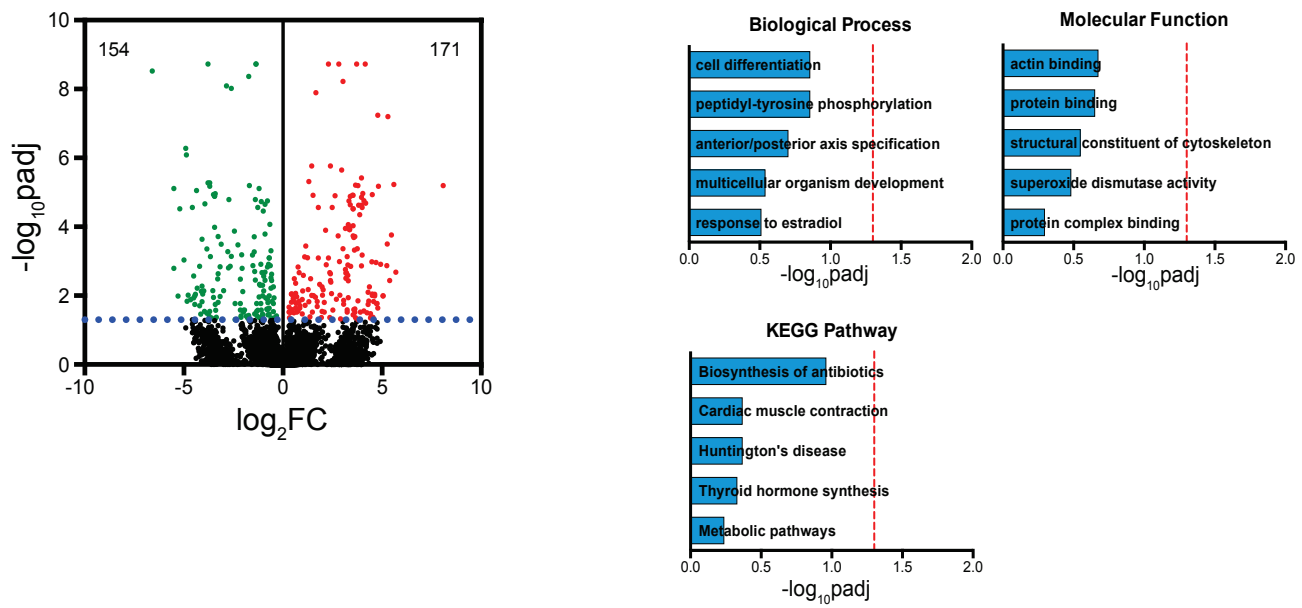 10
8
6
4
2
0
-log10padj
154
171
-10
-5
0
5
10
log2FC
Biological Process
cell differentiation
peptidyl-tyrosine phosphorylation
anterior/posterior axis specification
multicellular organism development
response to estradiol
0.0 0.5 1.0 1.5 2.0
-log10padj
Molecular Function
actin binding
protein binding
structural constituent of cytoskeleton
superoxide dismutase activity
protein complex binding
0.0 0.5 1.0 1.5 2.0
-log10padj
KEGG Pathway
Biosynthesis of antibiotics
Cardiac muscle contraction
Huntington's disease
Thyroid hormone synthesis
Metabolic pathways
0.0 0.5 1.0 1.5 2.0
-log10padj